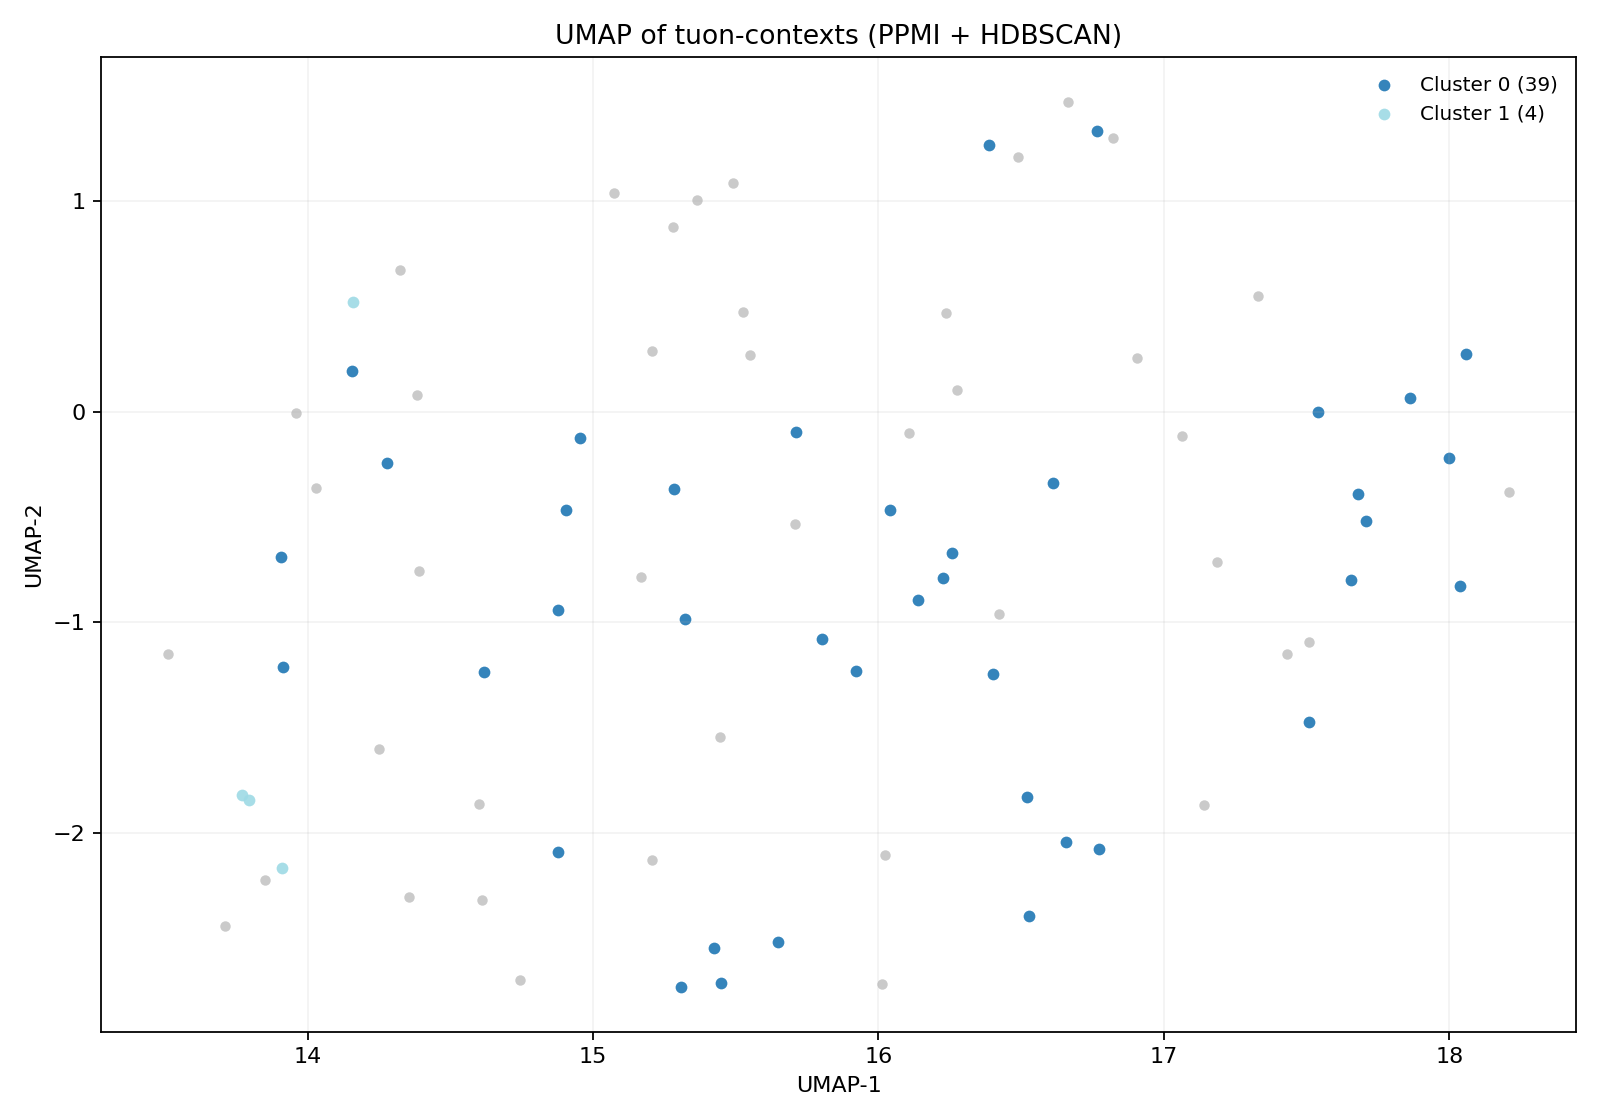 UMAP of tuon-contexts (PPMI + HDBSCAN)
Cluster 0 (39)
Cluster 1 (4)
1
0
−1
−2
UMAP-2
14
15
16
17
18
UMAP-1